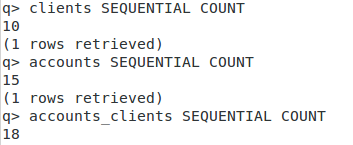 q> clients SEQUENTIAL COUNT
10
(1 rows retrieved)
q> accounts SEQUENTIAL COUNT
15
(1 rows retrieved)
q> accounts_clients SEQUENTIAL COUNT
18